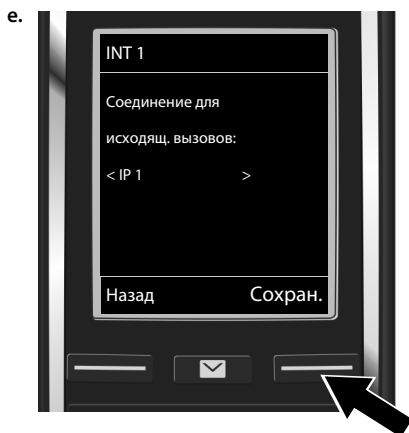 e.
INT 1
Соединение для
исходящ. вызовов:
< IP 1 >
Назад Сохран.